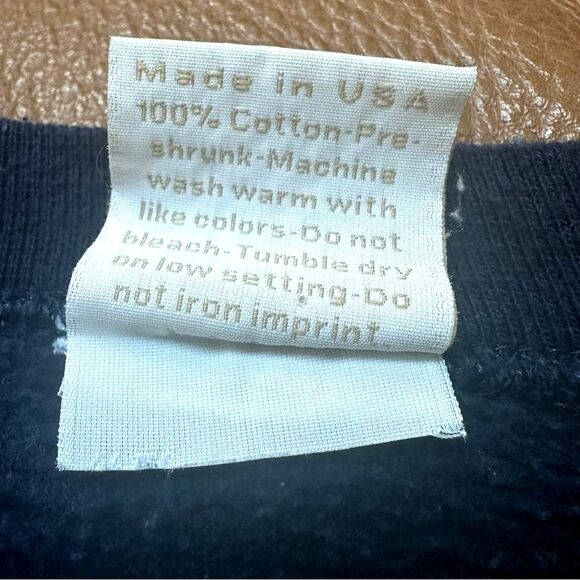 Made in USA
100% Cotton-Pre-
shrunk-Machine
wash warm with
like colors-Do not
bleach-Tumble dry
on low setting-Do
not iron imprint.